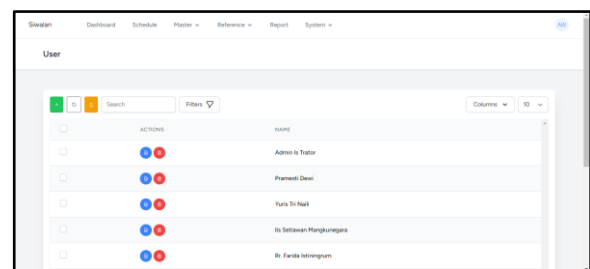 Siwalan Dashboard Schedule Master Reference Report System AW
User
Search Filters Columns 10
ACTIONS NAME
Admin Is Trator
Pramesti Dewi
Yuris Tri Naili
Iis Setiawan Mangkunegara
Rr. Farida Istiningrum